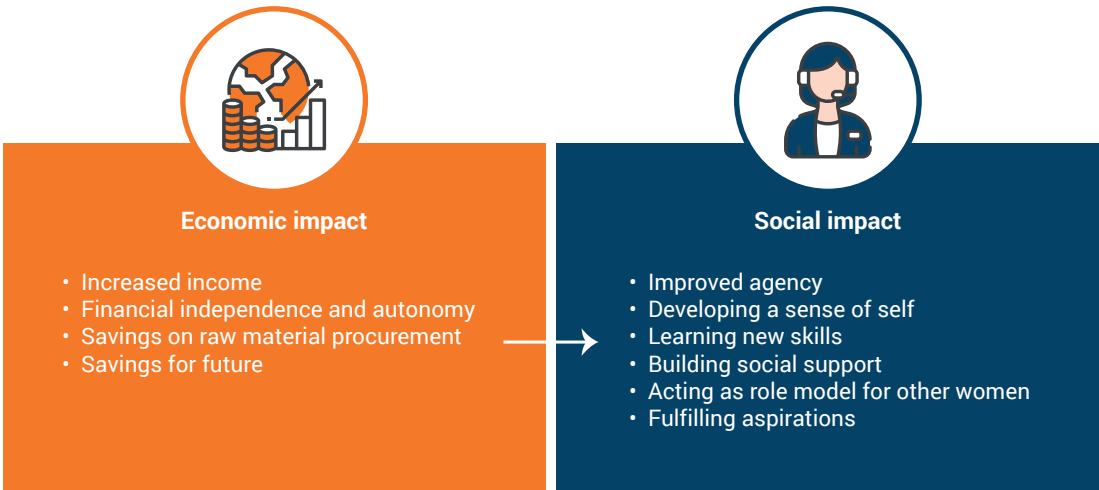 Economic impact
• Increased income
• Financial independence and autonomy
• Savings on raw material procurement
• Savings for future
Social impact
• Improved agency
• Developing a sense of self
• Learning new skills
• Building social support
• Acting as role model for other women
• Fulfilling aspirations